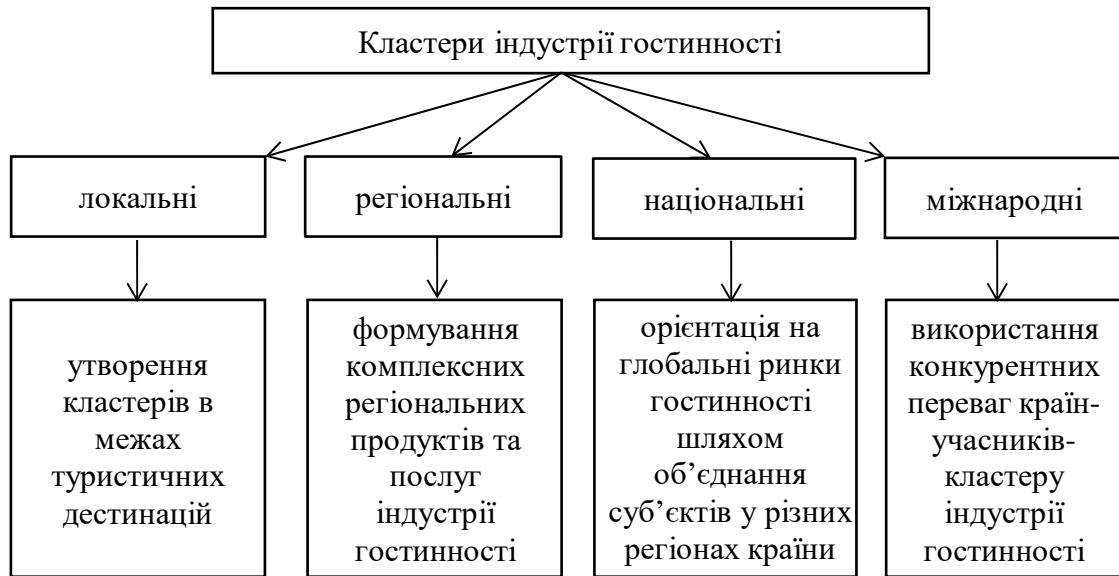 Кластери індустрії гостинності
локальні
регіональні
національні
міжнародні
утворення
кластерів в
межах
туристичних
дестинацій
формування
комплексних
регіональних
продуктів та
послуг
індустрії
гостинності
орієнтація на
глобальні ринки
гостинності
шляхом
об’єднання
суб’єктів у різних
регіонах країни
використання
конкурентних
переваг країн-
учасників-
кластеру
індустрії
гостинності